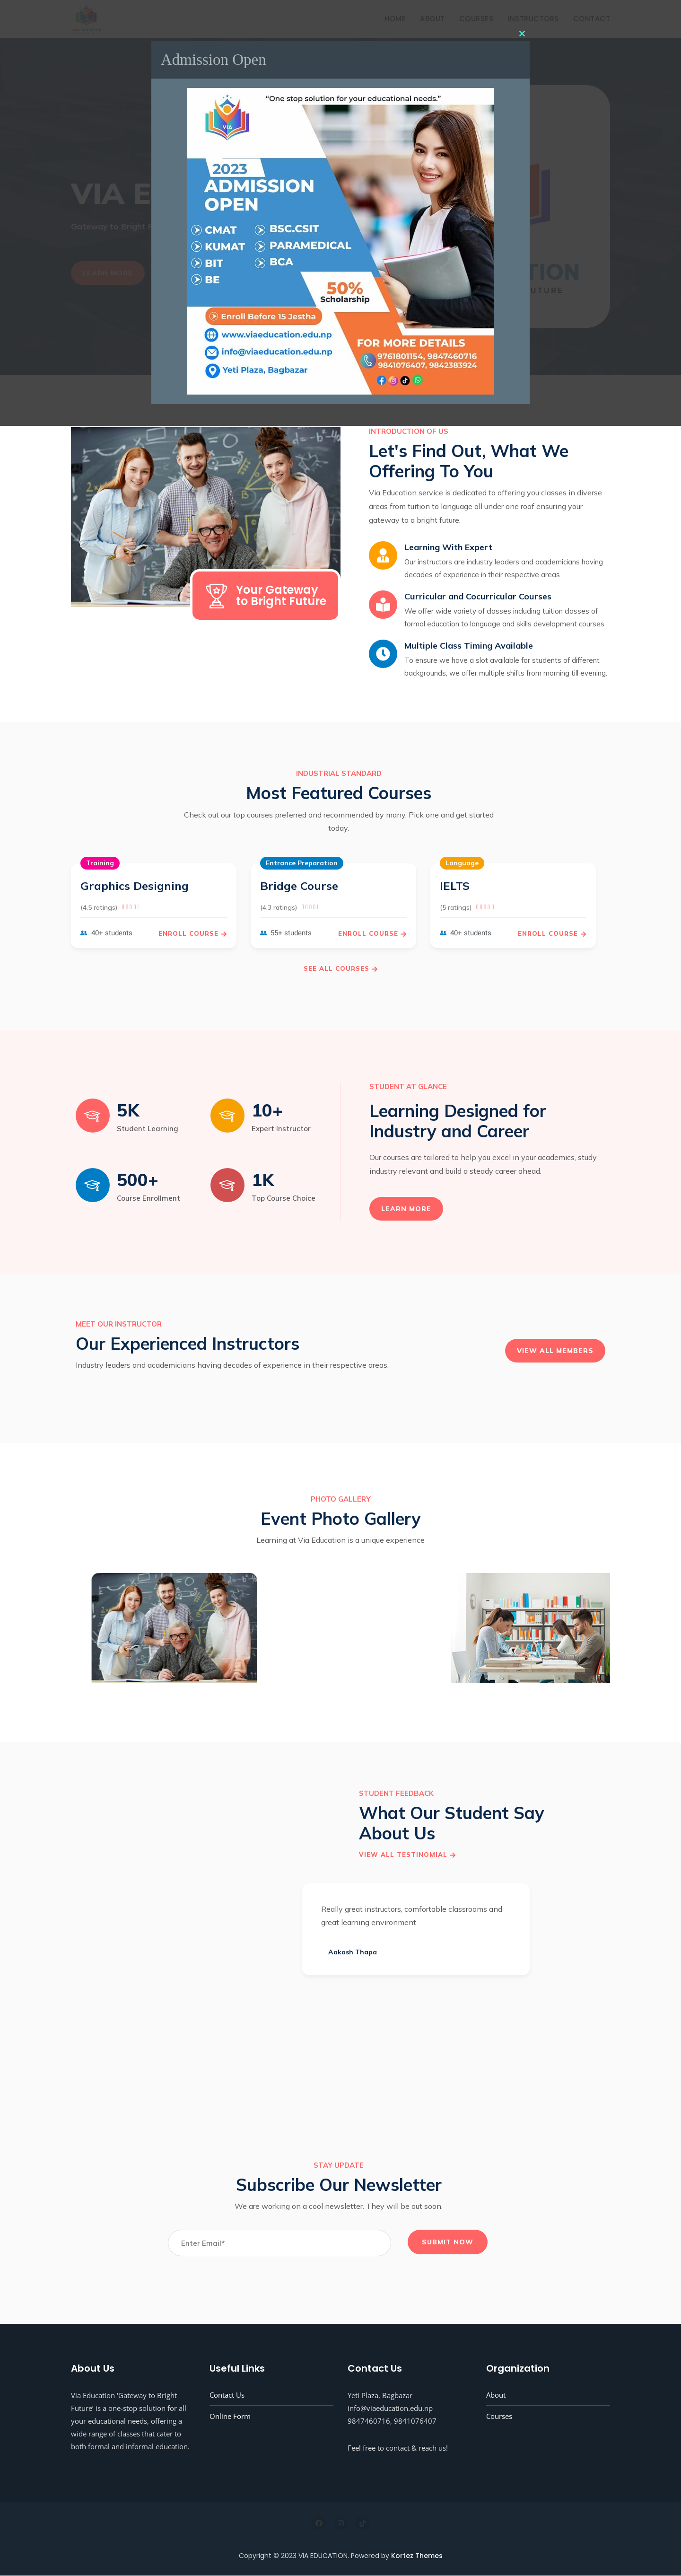 HOME ABOUT COURSES INSTRUCTORS CONTACT
Admission Open
"One stop solution for your educational needs."
VIA
2023
ADMISSION
OPEN
CMAT
KUMAT
BIT
BE
BSC.CSIT
PARAMEDICAL
BCA
50%
Scholarship
Enroll Before 15 Jestha
www.viaeducation.edu.np
info@viaeducation.edu.np
Yeti Plaza, Bagbazar
FOR MORE DETAILS
9761801154, 9847460716
9841076407, 9842383924
VIA E
Gateway to Bright F
LEARN MORE
INTRODUCTION OF US
Let's Find Out, What We
Offering To You
Via Education service is dedicated to offering you classes in diverse
areas from tuition to language all under one roof ensuring your
gateway to a bright future.
Your Gateway
to Bright Future
Learning With Expert
Our instructors are industry leaders and academicians having
decades of experience in their respective areas.
Curricular and Cocurricular Courses
We offer wide variety of classes including tuition classes of
formal education to language and skills development courses
Multiple Class Timing Available
To ensure we have a slot available for students of different
backgrounds, we offer multiple shifts from morning till evening.
INDUSTRIAL STANDARD
Most Featured Courses
Check out our top courses preferred and recommended by many. Pick one and get started
today.
Training
Graphics Designing
(4.5 ratings)
40+ students
ENROLL COURSE
Entrance Preparation
Bridge Course
(4.3 ratings)
55+ students
ENROLL COURSE
Language
IELTS
(5 ratings)
40+ students
ENROLL COURSE
SEE ALL COURSES
5K
Student Learning
10+
Expert Instructor
500+
Course Enrollment
1K
Top Course Choice
STUDENT AT GLANCE
Learning Designed for
Industry and Career
Our courses are tailored to help you excel in your academics, study
industry relevant and build a steady career ahead.
LEARN MORE
MEET OUR INSTRUCTOR
Our Experienced Instructors
Industry leaders and academicians having decades of experience in their respective areas.
VIEW ALL MEMBERS
PHOTO GALLERY
Event Photo Gallery
Learning at Via Education is a unique experience
STUDENT FEEDBACK
What Our Student Say
About Us
VIEW ALL TESTINOMIAL
Really great instructors, comfortable classrooms and
great learning environment
Aakash Thapa
STAY UPDATE
Subscribe Our Newsletter
We are working on a cool newsletter. They will be out soon.
Enter Email*
SUBMIT NOW
About Us
Via Education 'Gateway to Bright
Future' is a one-stop solution for all
your educational needs, offering a
wide range of classes that cater to
both formal and informal education.
Useful Links
Contact Us
Online Form
Contact Us
Yeti Plaza, Bagbazar
info@viaeducation.edu.np
9847460716, 9841076407
Feel free to contact & reach us!
Organization
About
Courses
Copyright © 2023 VIA EDUCATION. Powered by Kortez Themes